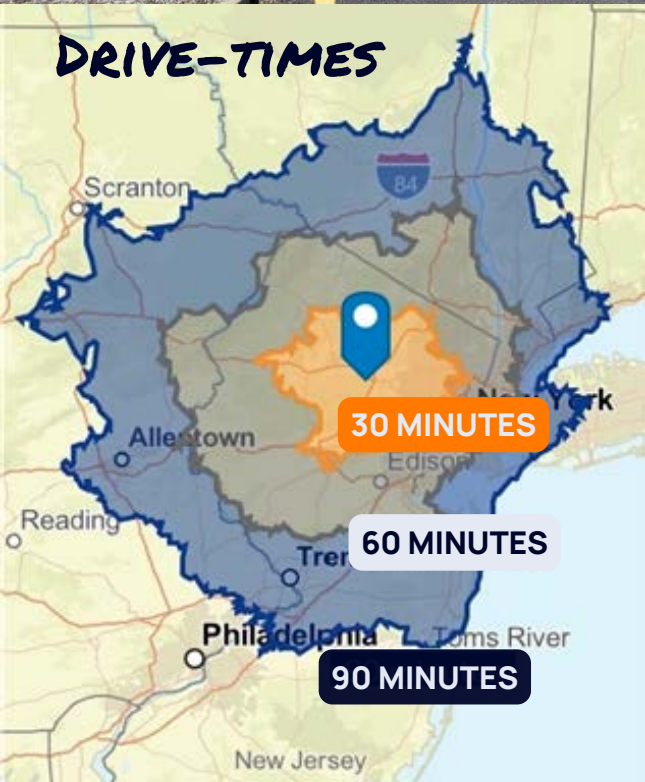 DRIVE-TIMES
Scranton
84
New York
30 MINUTES
Allentown
Edison
Reading
60 MINUTES
Tren
Philadelphia
Toms River
90 MINUTES
New Jersey